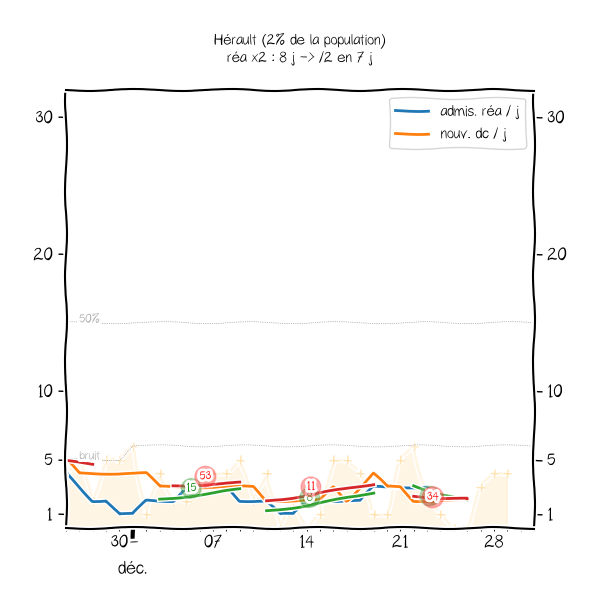 Hérault (2% de la population)
réa x2 : 8 j -> /2 en 7 j
admis. réa / j
nouv. dc / j
30 30
20 20
50%
10 10
bruit
5 5
53
15
11
8
34
1 1
30 07 14 21 28
déc.